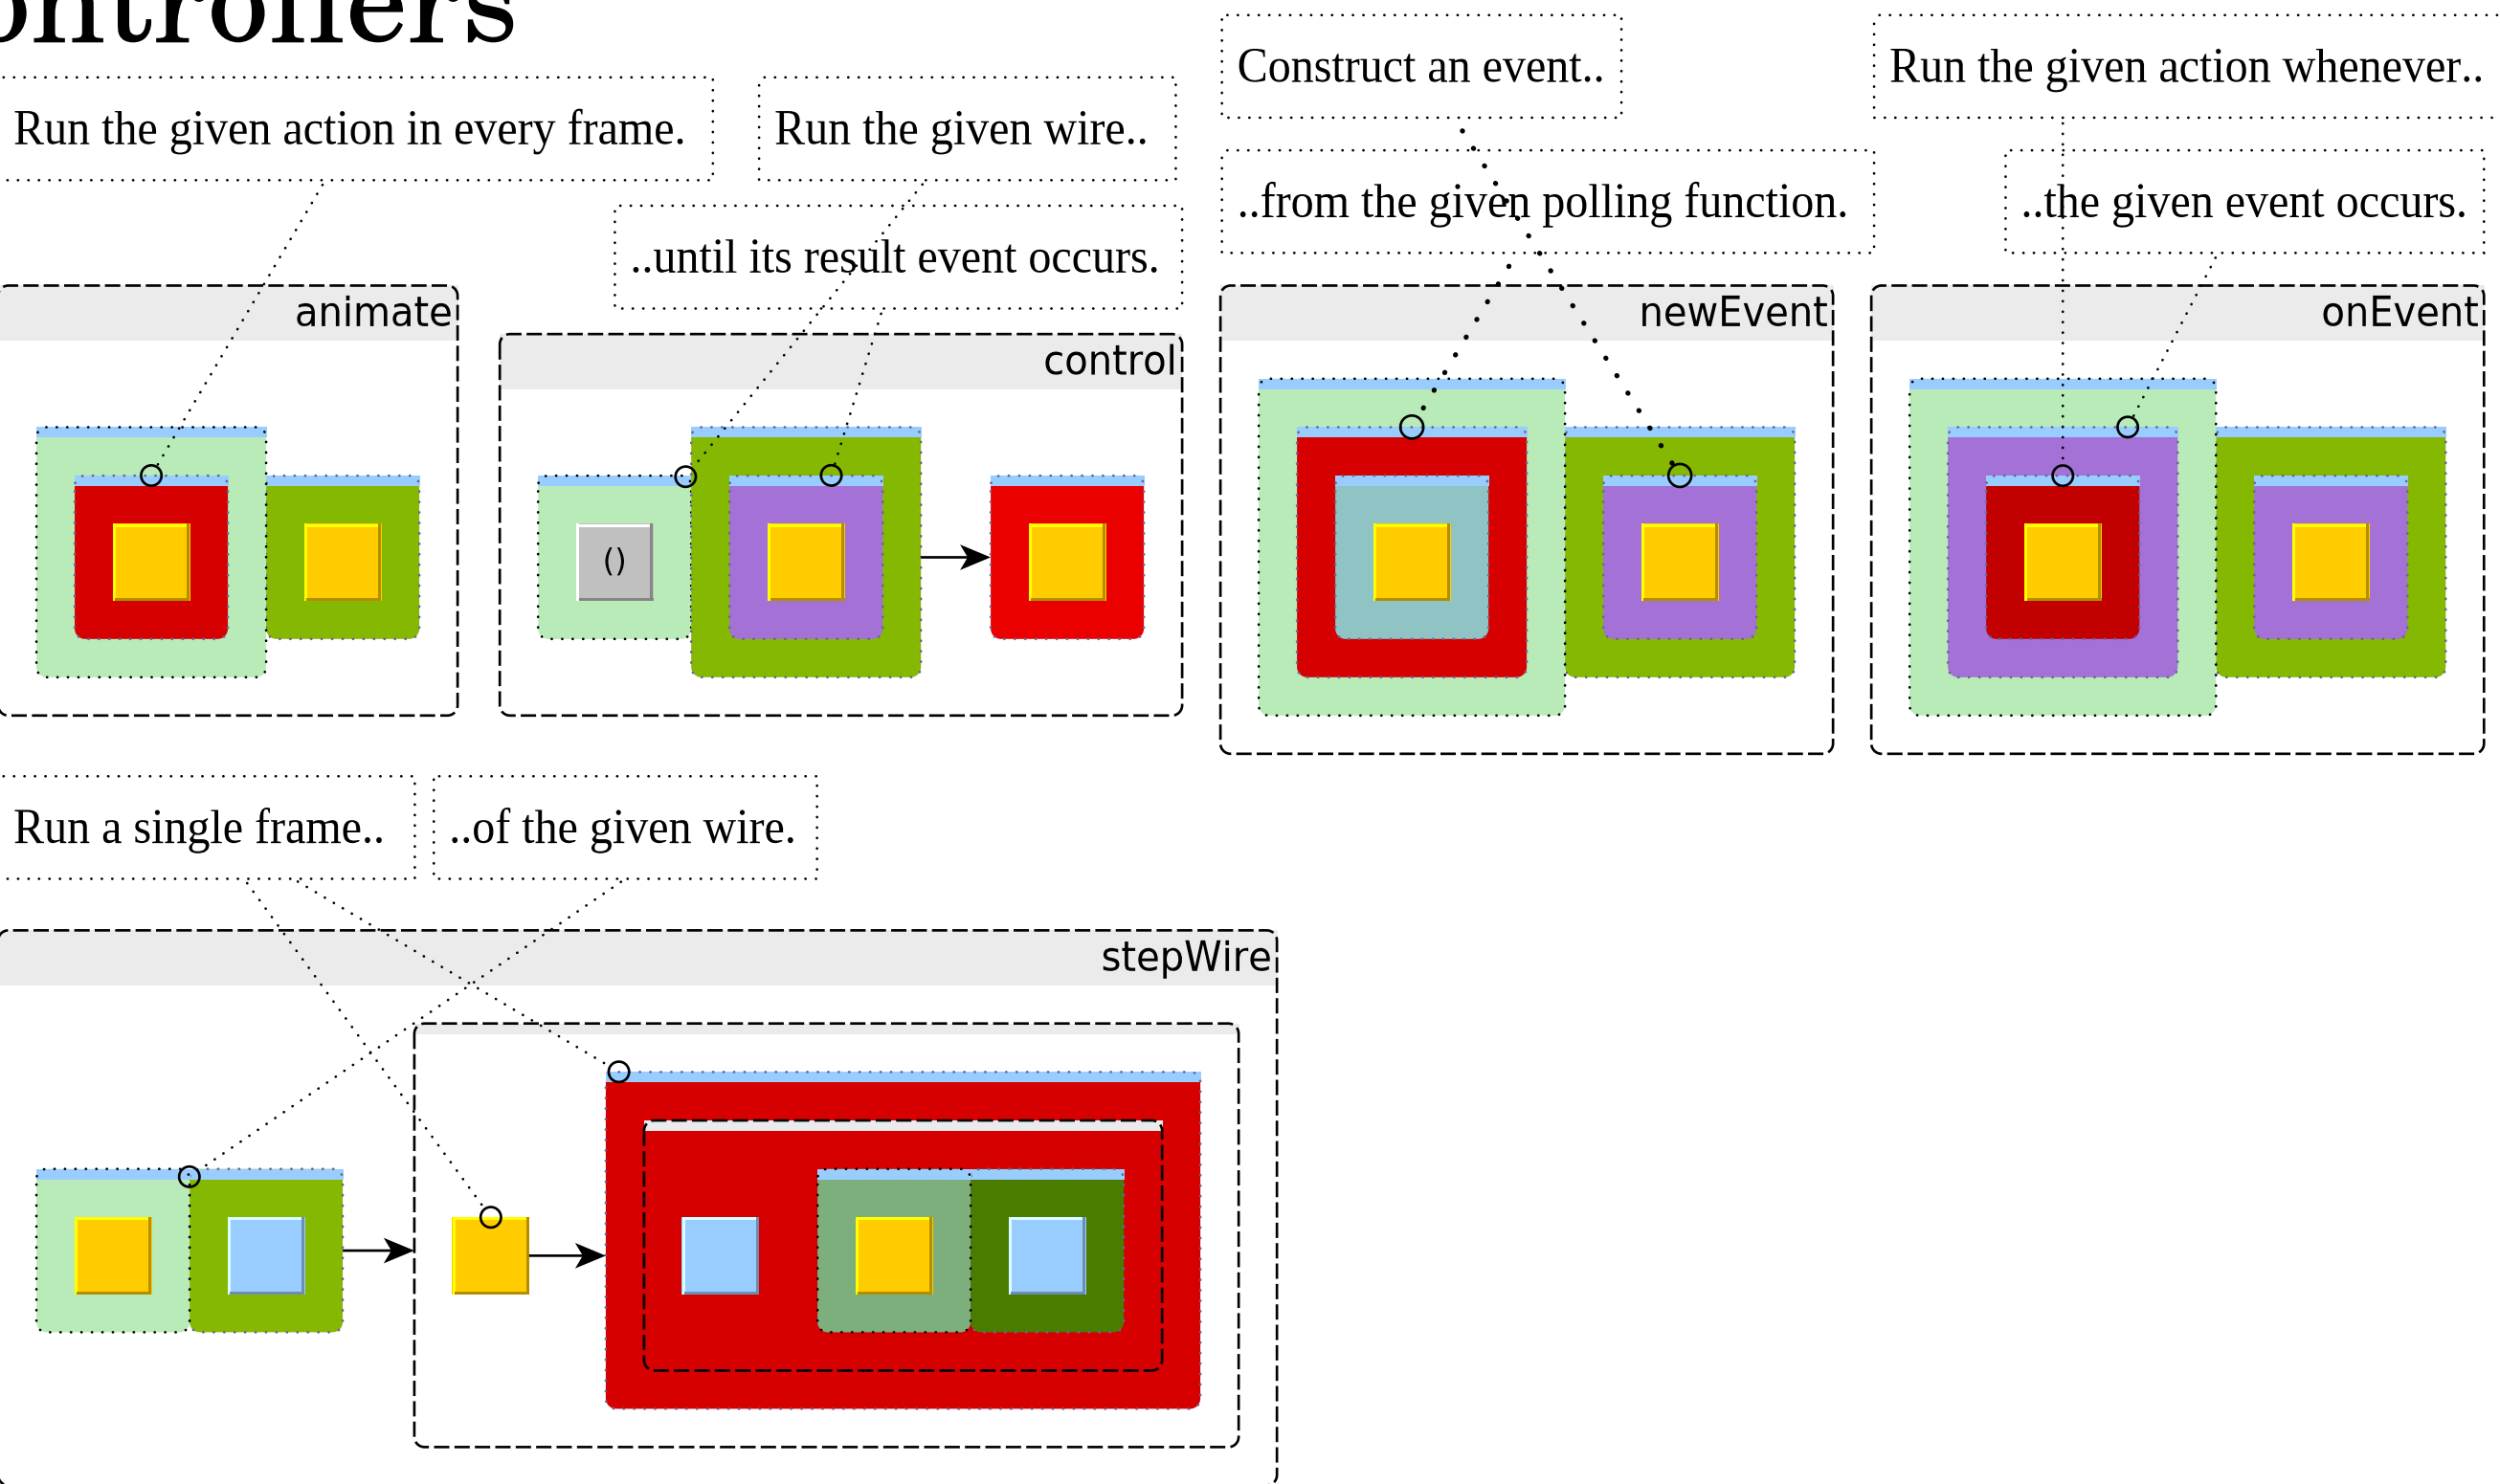 ontrollers
Run the given action in every frame.
Run the given wire..
..until its result event occurs.
Construct an event..
..from the given polling function.
Run the given action whenever..
..the given event occurs.
animate
control
newEvent
onEvent
()
Run a single frame..
..of the given wire.
stepWire